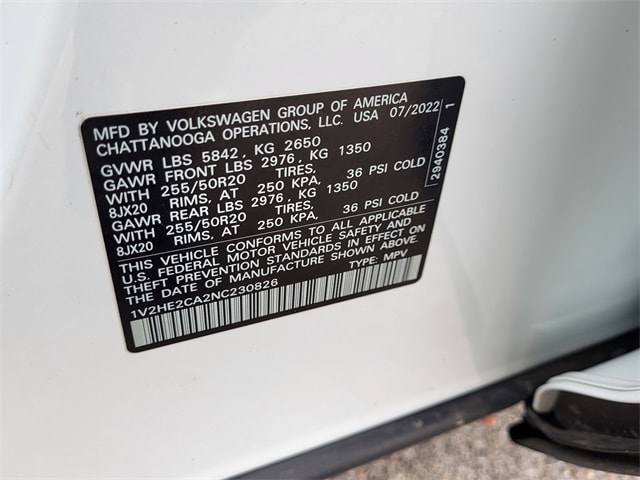 MFD BY VOLKSWAGEN GROUP OF AMERICA
CHATTANOOGA OPERATIONS, LLC. USA 07/2022 1
GVWR LBS 5842, KG 2650
GAWR FRONT LBS 2976, KG 1350
WITH 255/50R20 TIRES,
8JX20 RIMS, AT 250 KPA, 36 PSI COLD
GAWR REAR LBS 2976, KG 1350
WITH 255/50R20 TIRES,
8JX20 RIMS, AT 250 KPA, 36 PSI COLD
THIS VEHICLE CONFORMS TO ALL APPLICABLE
U.S. FEDERAL MOTOR VEHICLE SAFETY AND
THEFT PREVENTION STANDARDS IN EFFECT ON
THE DATE OF MANUFACTURE SHOWN ABOVE.
1V2HE2CA2NC230826 TYPE: MPV
2940384